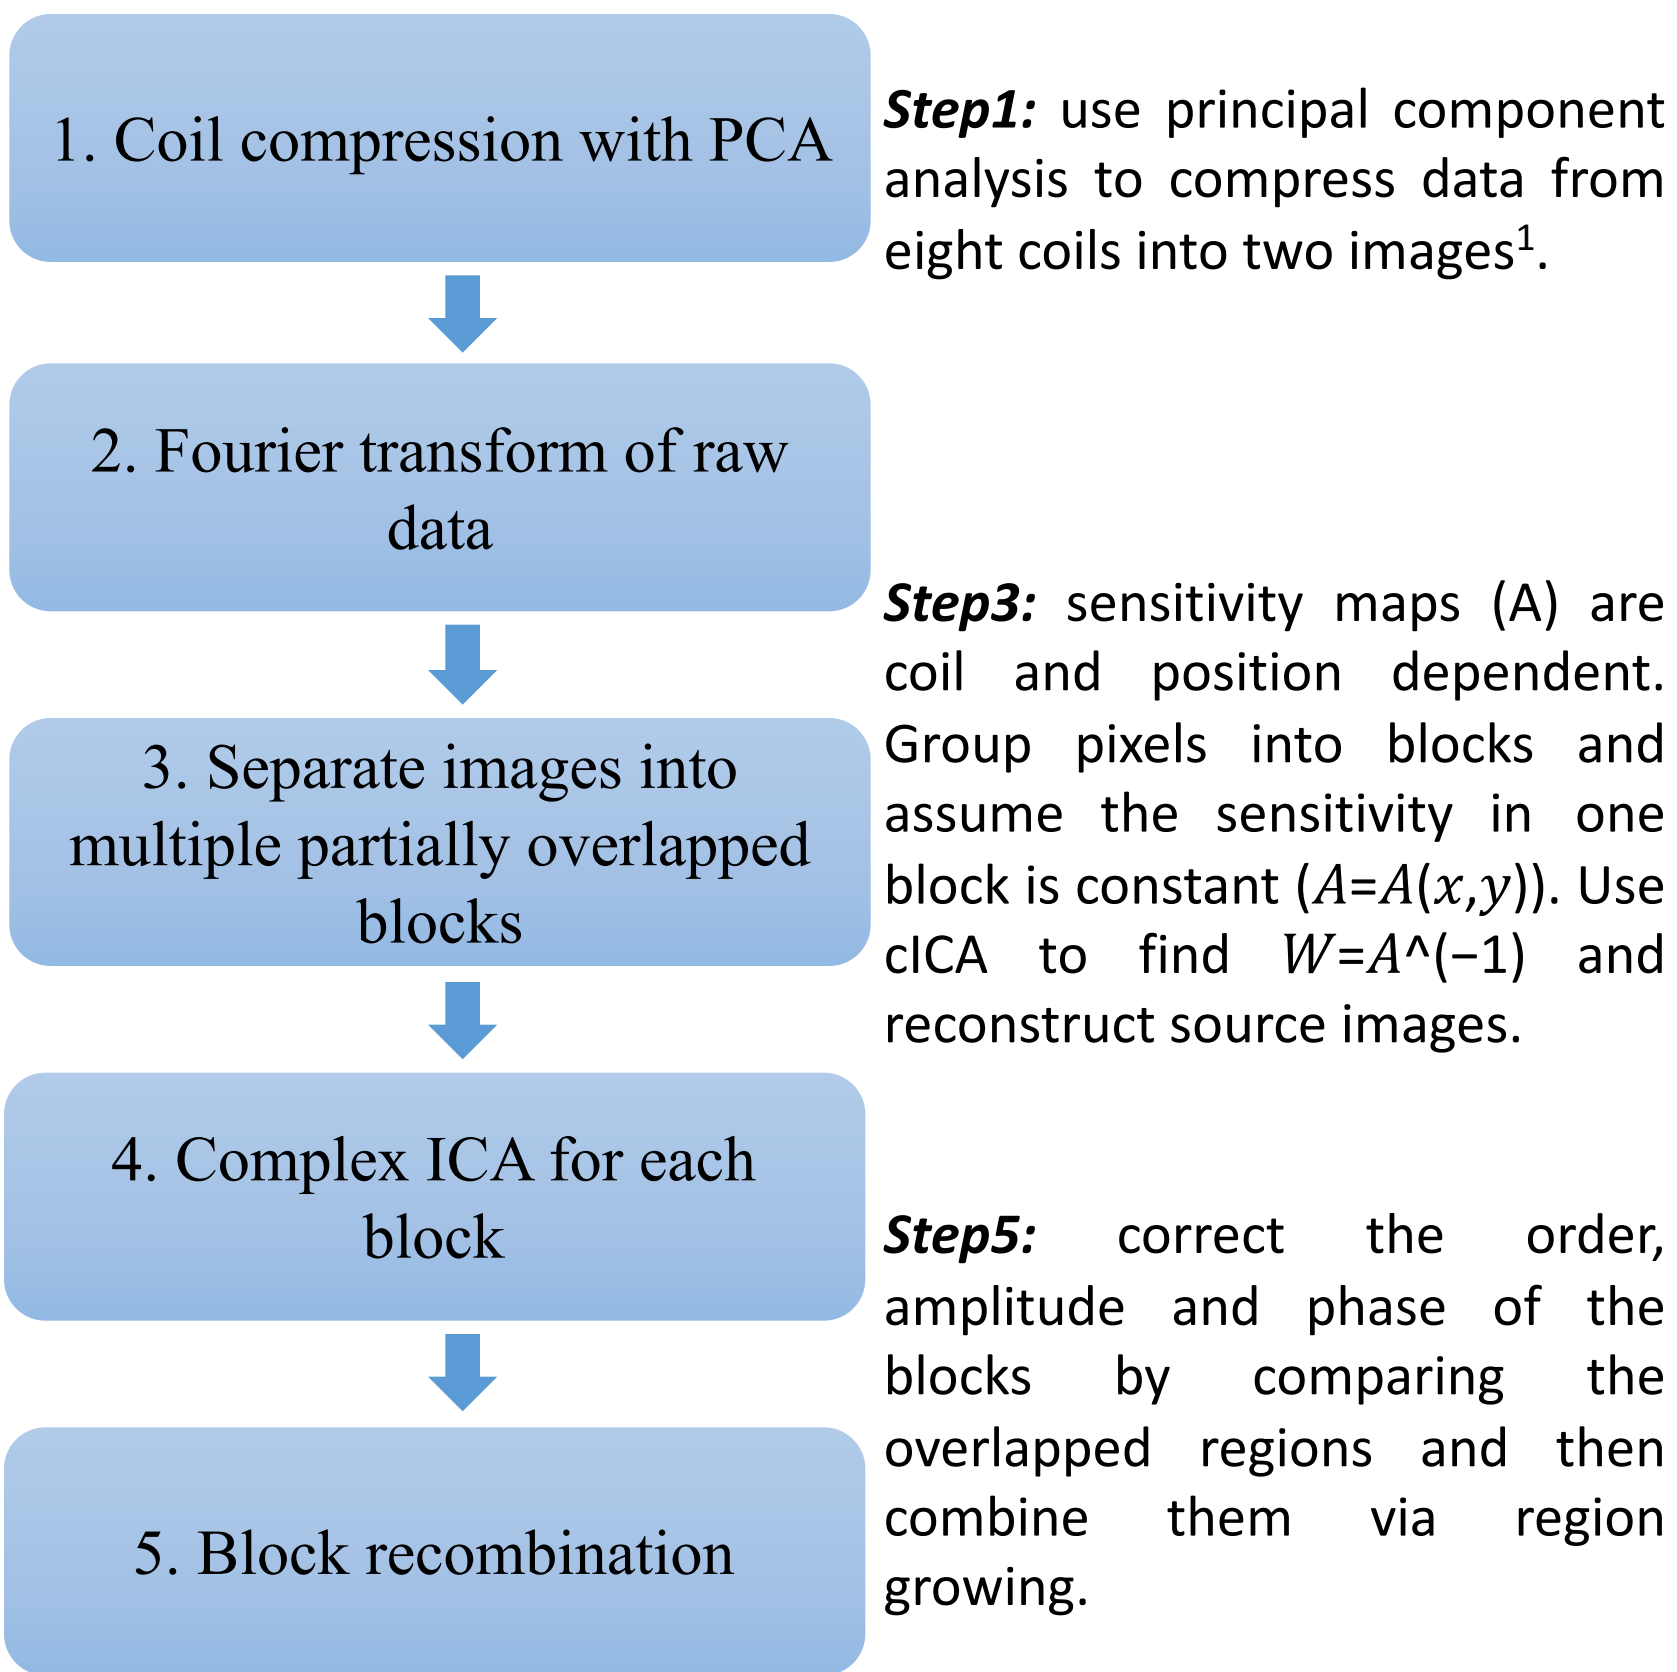 1. Coil compression with PCA
Step1: use principal component
analysis to compress data from
eight coils into two images¹.
2. Fourier transform of raw
data
3. Separate images into
multiple partially overlapped
blocks
Step3: sensitivity maps (A) are
coil and position dependent.
Group pixels into blocks and
assume the sensitivity in one
block is constant (A=A(x,y)). Use
cICA to find W=A^(−1) and
reconstruct source images.
4. Complex ICA for each
block
5. Block recombination
Step5: correct the order,
amplitude and phase of the
blocks by comparing the
overlapped regions and then
combine them via region
growing.